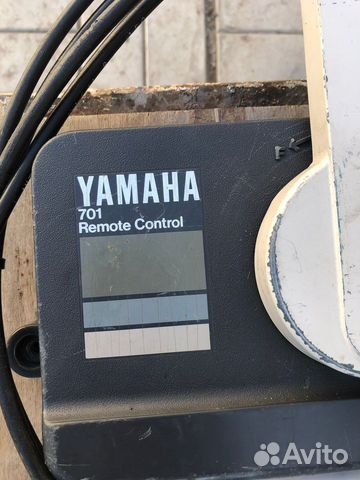 YAMAHA
701
Remote Control
Avito